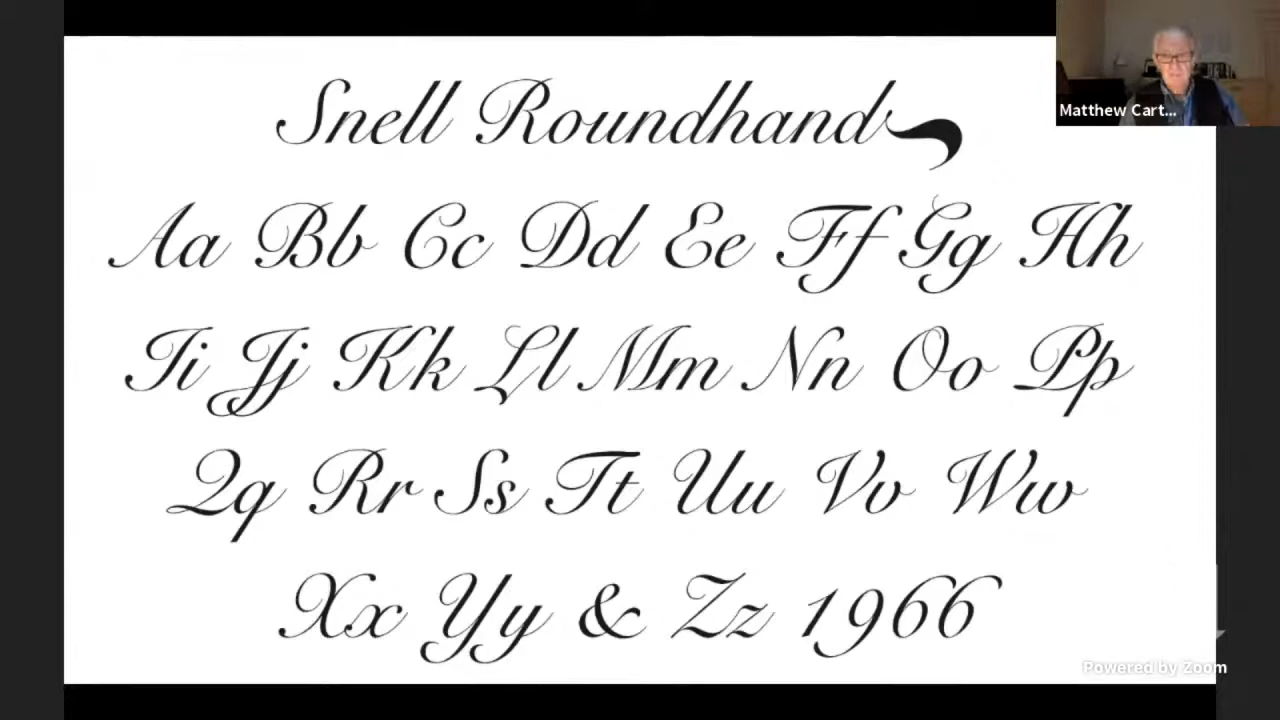 Snell Roundhand
Matthew Cart...
Aa Bb Cc Dd Ee Ff Gg Hh
Ii Jj Kk Ll Mm Nn Oo Pp
Qq Rr Ss Tt Uu Vv Ww
Xx Yy & Zz 1966
Powered by Zoom